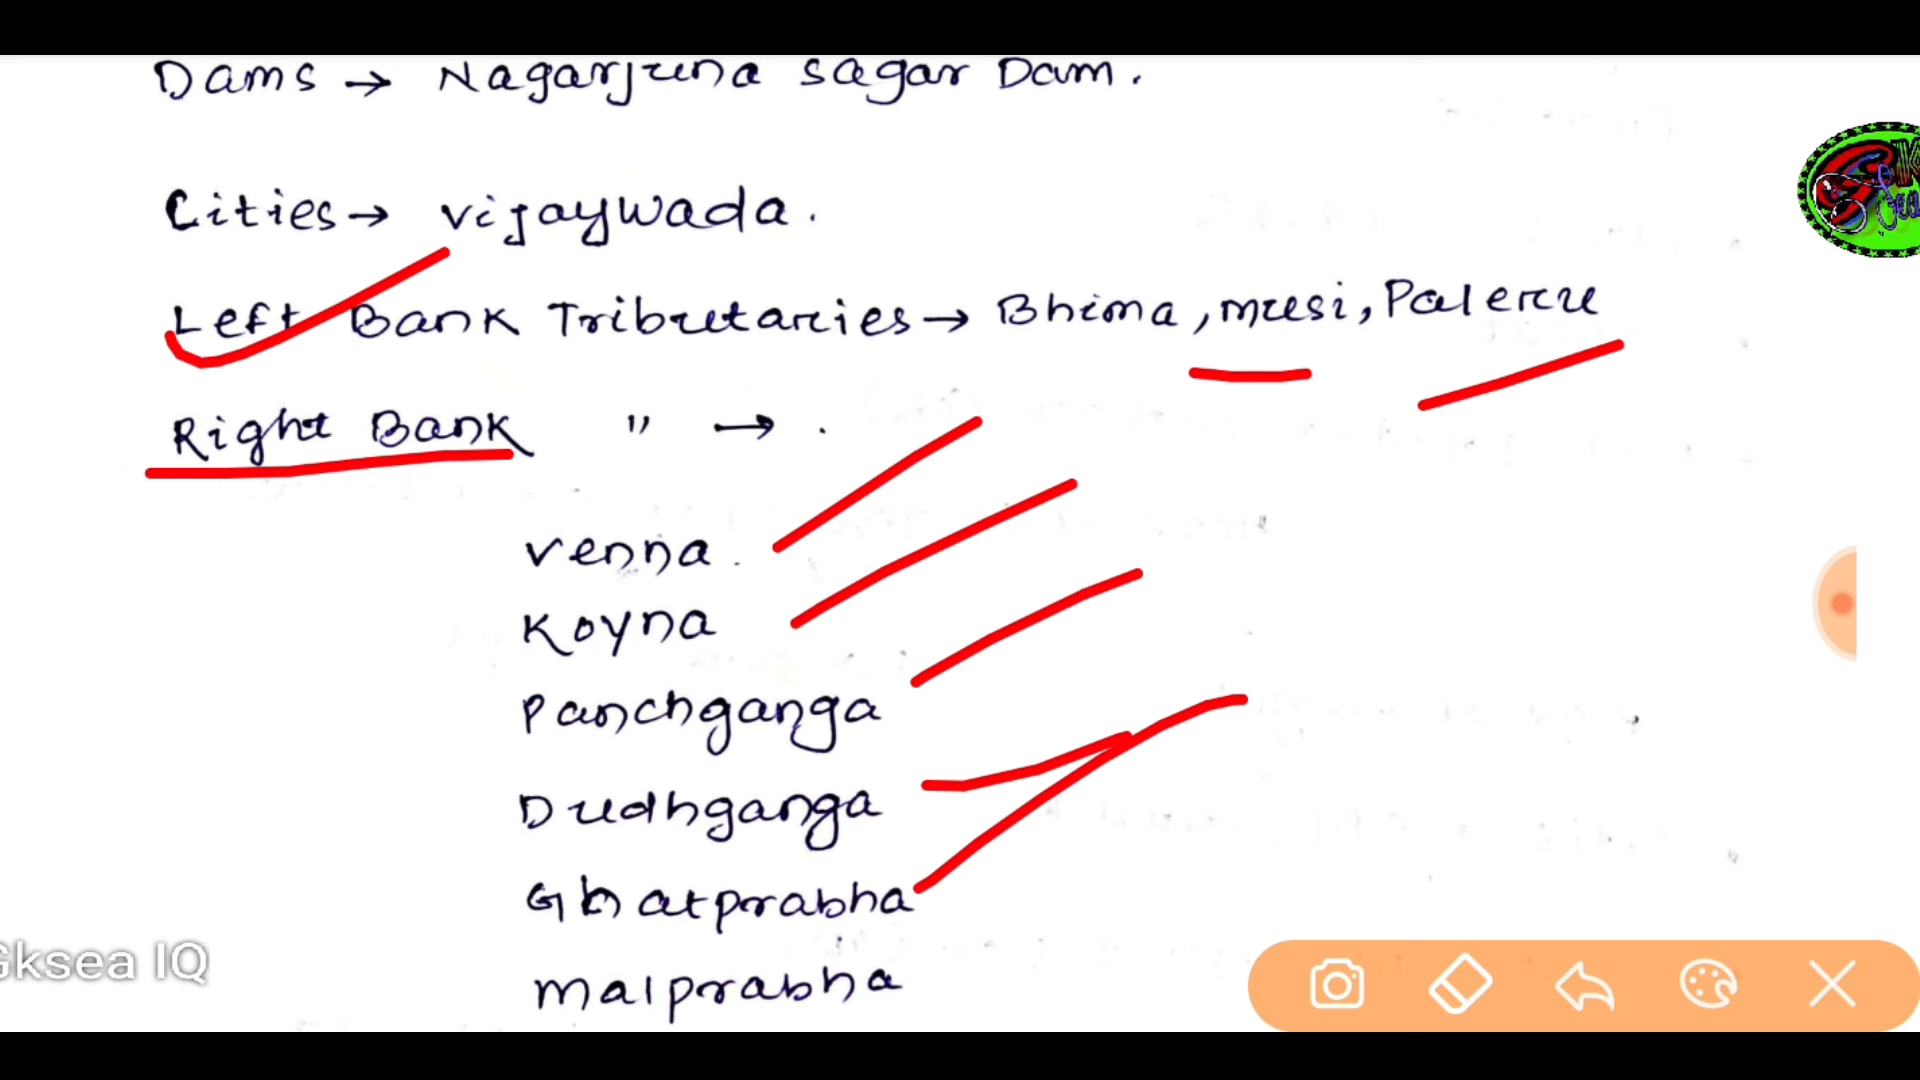 Dams → Nagarjuna sagar Dam.
Cities → vijaywada.
Left Bank Tributaries → Bhima, musi, Paleru
Right Bank " → .
venna.
Koyna
Panchganga
Dudhganga
Ghatprabha
Gksea IQ
malprabha